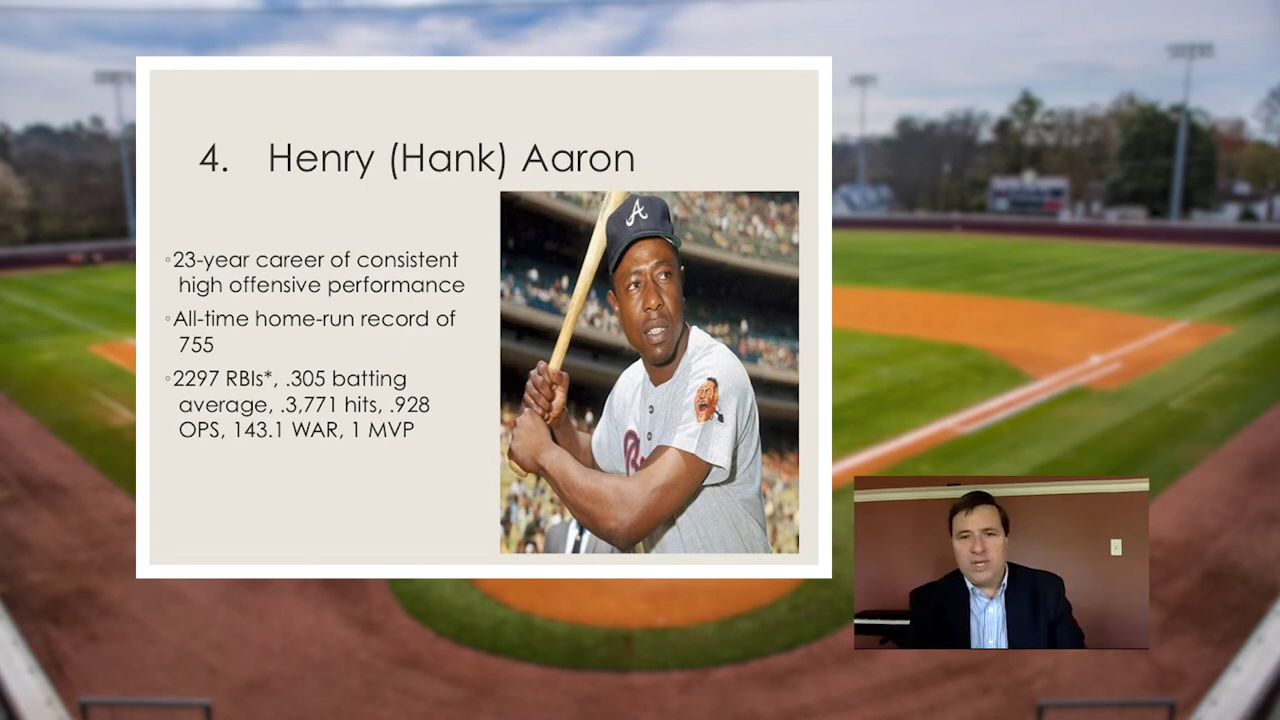 4. Henry (Hank) Aaron
◦23-year career of consistent
high offensive performance
◦All-time home-run record of
755
◦2297 RBIs*, .305 batting
average, .3,771 hits, .928
OPS, 143.1 WAR, 1 MVP
A